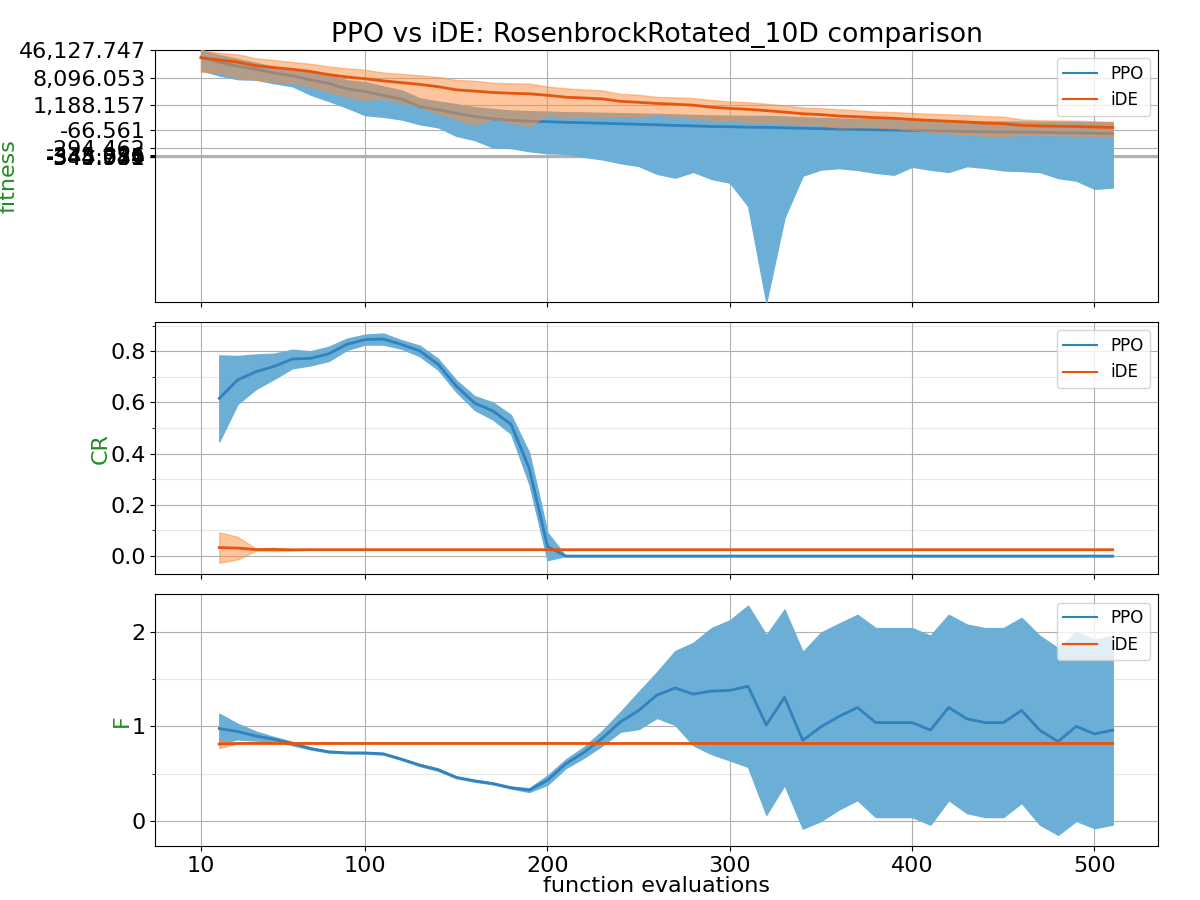 PPO vs iDE: RosenbrockRotated_10D comparison
46,127.747
8,096.053
1,188.157
-66.561
fitness
PPO
iDE
0.8
0.6
0.4
0.2
0.0
CR
PPO
iDE
2
1
0
F
PPO
iDE
10 100 200 300 400 500
function evaluations